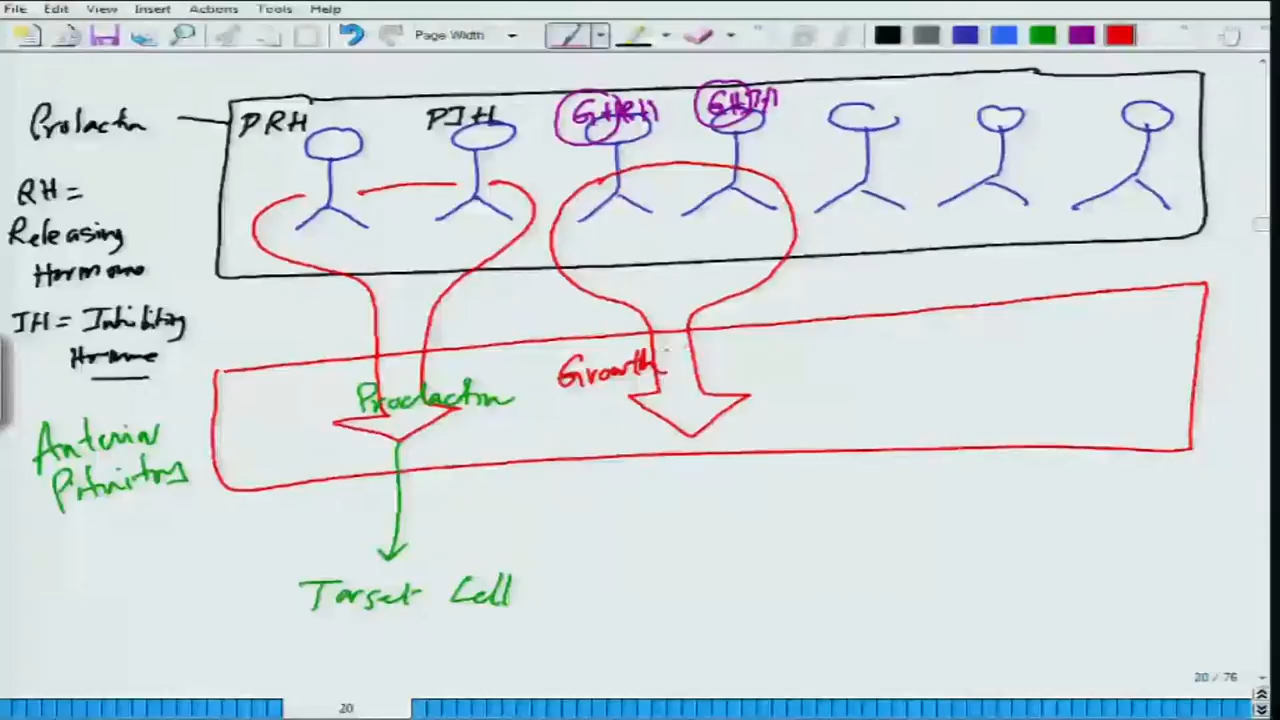 File Edit View Insert Actions Tools Help
Page Width
Prolactin
PRH
PIH
GHRH
GHIH
RH =
Releasing
Hormone
IH = Inhibiting
Hormone
Growth
Proclactin
Anterior
Pituitary
Target Cell
20 / 76
20